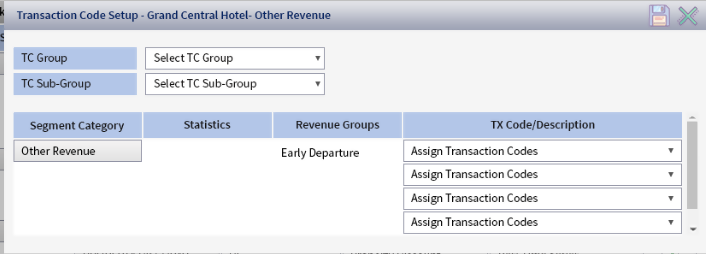 Transaction Code Setup - Grand Central Hotel- Other Revenue
TC Group Select TC Group
TC Sub-Group Select TC Sub-Group
Segment Category Statistics Revenue Groups TX Code/Description
Other Revenue Early Departure Assign Transaction Codes
Assign Transaction Codes
Assign Transaction Codes
Assign Transaction Codes